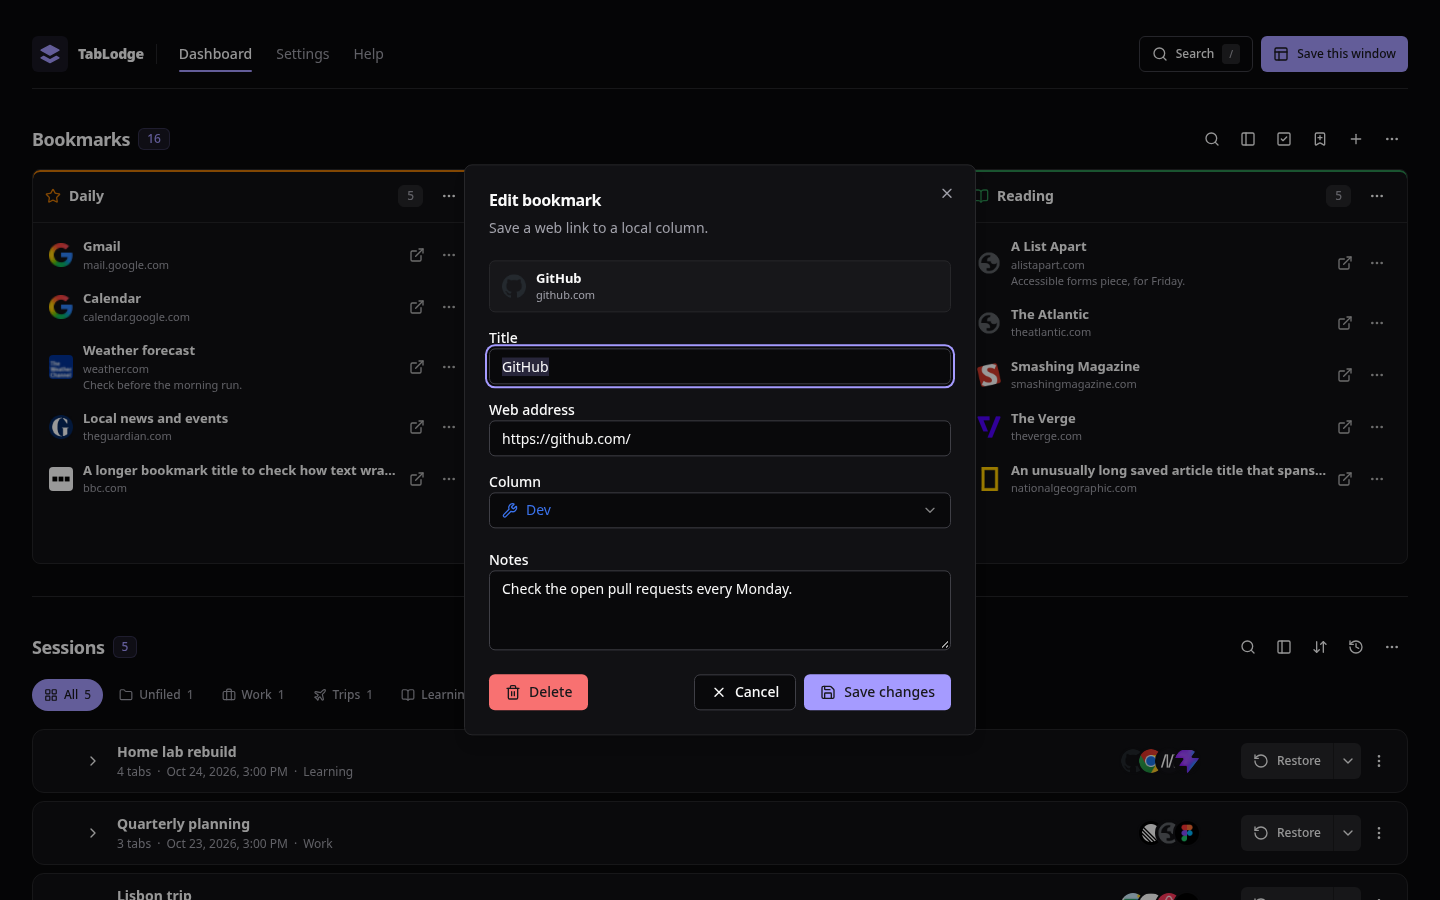 TabLodge
Dashboard
Settings
Help
Search /
Save this window
Bookmarks 16
Daily 5
Gmail
mail.google.com
Calendar
calendar.google.com
Weather forecast
weather.com
Check before the morning run.
Local news and events
theguardian.com
A longer bookmark title to check how text wra...
bbc.com
Edit bookmark
Save a web link to a local column.
GitHub
github.com
Title
GitHub
Web address
https://github.com/
Column
Dev
Notes
Check the open pull requests every Monday.
Delete
Cancel
Save changes
Reading 5
A List Apart
alistapart.com
Accessible forms piece, for Friday.
The Atlantic
theatlantic.com
Smashing Magazine
smashingmagazine.com
The Verge
theverge.com
An unusually long saved article title that spans...
nationalgeographic.com
Sessions 5
All 5
Unfiled 1
Work 1
Trips 1
Learnin
Home lab rebuild
4 tabs · Oct 24, 2026, 3:00 PM · Learning
Restore
Quarterly planning
3 tabs · Oct 23, 2026, 3:00 PM · Work
Restore
Lisbon trip